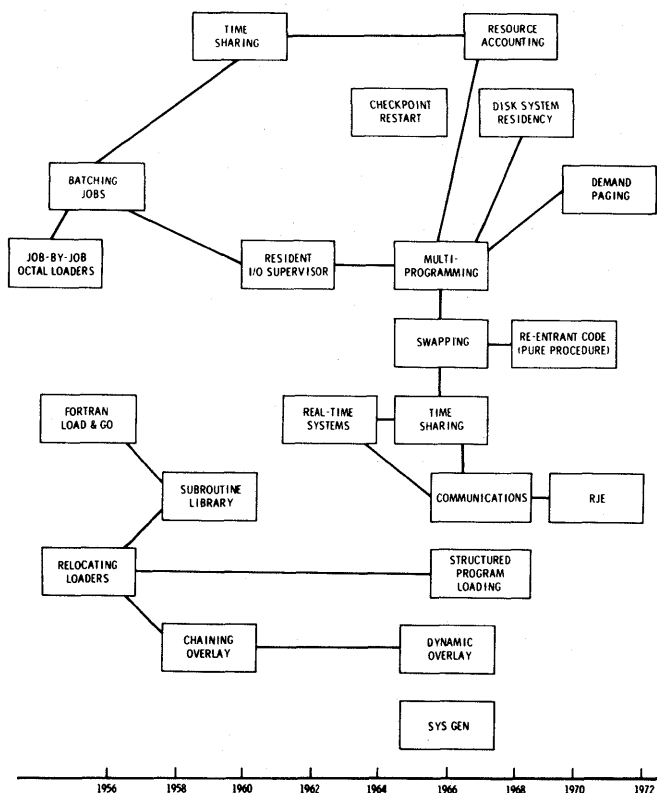 TIME
SHARING
RESOURCE
ACCOUNTING
CHECKPOINT
RESTART
DISK SYSTEM
RESIDENCY
BATCHING
JOBS
DEMAND
PAGING
JOB-BY-JOB
OCTAL LOADERS
RESIDENT
I/O SUPERVISOR
MULTI-
PROGRAMMING
SWAPPING
RE-ENTRANT CODE
(PURE PROCEDURE)
FORTRAN
LOAD & GO
REAL-TIME
SYSTEMS
TIME
SHARING
SUBROUTINE
LIBRARY
COMMUNICATIONS
RJE
RELOCATING
LOADERS
STRUCTURED
PROGRAM
LOADING
CHAINING
OVERLAY
DYNAMIC
OVERLAY
SYS GEN
1956 1958 1960 1962 1964 1966 1968 1970 1972